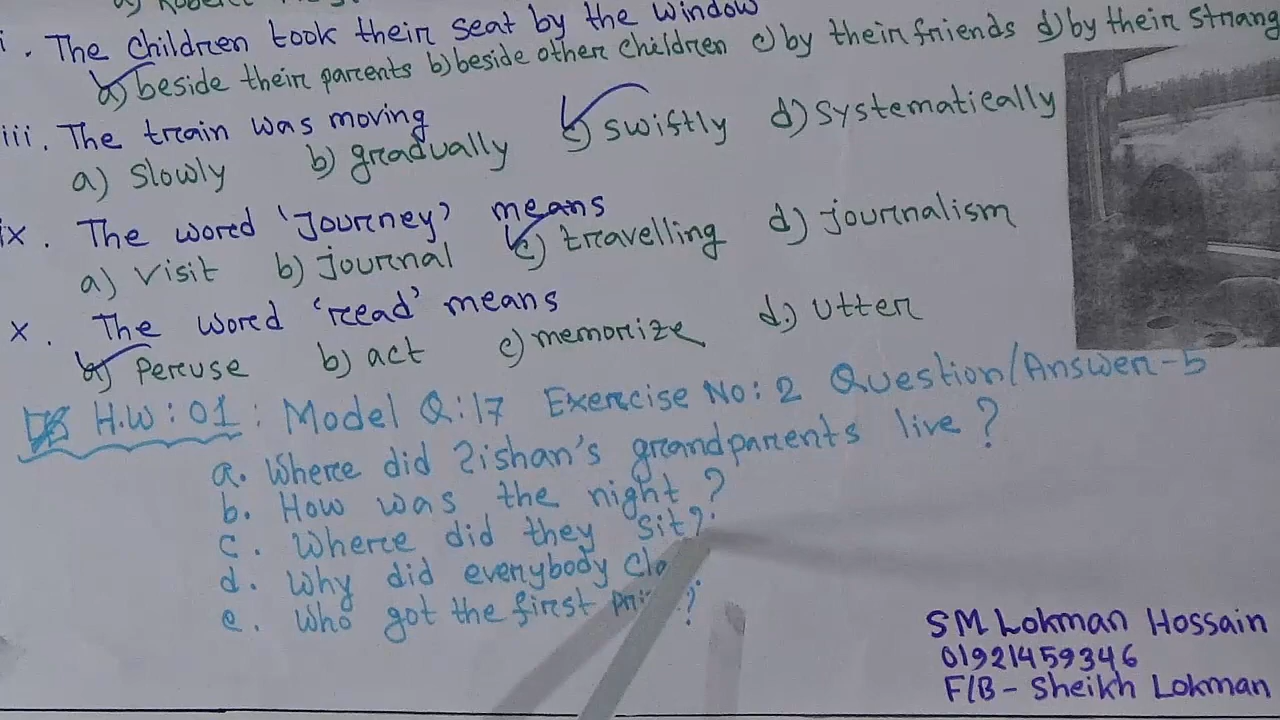 The Children took their seat by the window
a) beside their parents b) beside other children c) by their friends d) by their
iii. The train was moving
a) slowly b) gradually c) swiftly d) systematically
ix. The word 'Journey' means
a) visit b) journal c) travelling d) journalism
x. The word 'read' means
a) peruse b) act c) memorize d) utter
H.W: 01: Model Q: 17 Exercise No: 2 Question/Answer-5
a. Where did Zishan's grandparents live?
b. How was the night?
c. Where did they sit?
d. Why did everybody
e. Who got the first ?
SM Lokman Hossain
01921459346
F/B - Sheikh Lokman